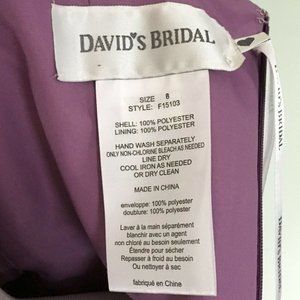 DAVID'S BRIDAL
SIZE 8
STYLE: F15103
SHELL: 100% POLYESTER
LINING: 100% POLYESTER
HAND WASH SEPARATELY
ONLY NON-CHLORINE BLEACH AS NEEDED
LINE DRY
COOL IRON AS NEEDED
OR DRY CLEAN
MADE IN CHINA
enveloppe: 100% polyester
doublure: 100% polyester
Laver à la main séparément
blanchir avec un agent
non chloré au besoin seulement
Étendre pour sécher
Repasser à froid au besoin
Ou nettoyer à sec
fabriqué en Chine
DAVID'S BRIDAL